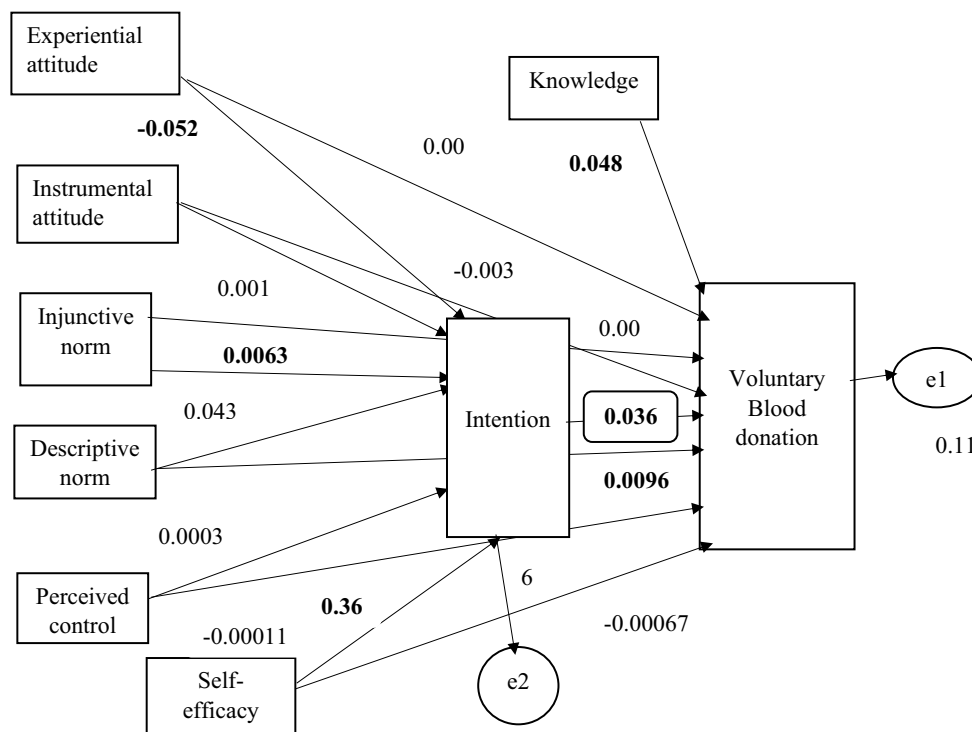 Experiential
attitude
Knowledge
-0.052
0.00
0.048
Instrumental
attitude
-0.003
0.001
0.00
Injunctive
norm
0.0063
Voluntary
Blood
donation
e1
0.043
Intention
0.036
0.11
Descriptive
norm
0.0096
0.0003
6
Perceived
control
0.36
-0.00011
-0.00067
Self-
efficacy
e2